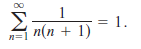 ∞
∑ 1/n(n + 1) = 1.
n=1